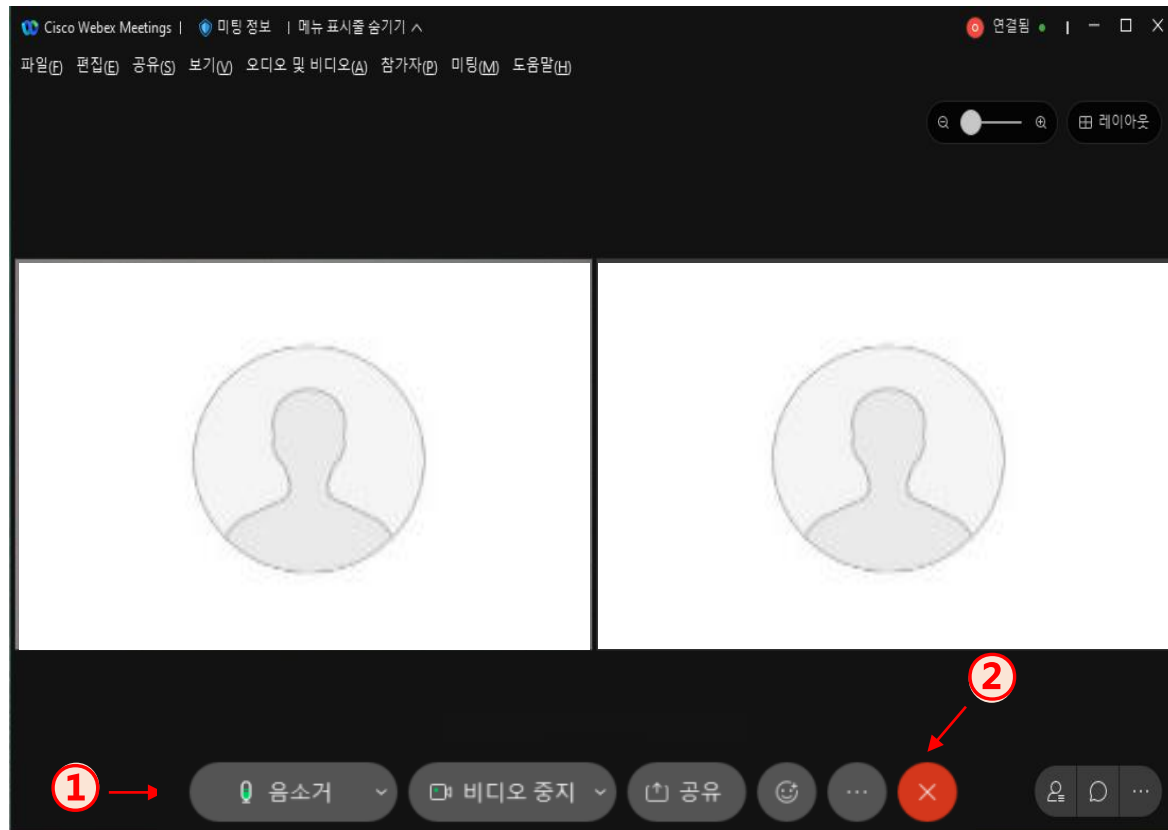 Cisco Webex Meetings | 미팅 정보 | 메뉴 표시줄 숨기기 연결됨
파일(F) 편집(E) 공유(S) 보기(V) 오디오 및 비디오(A) 참가자(P) 미팅(M) 도움말(H)
레이아웃
2
1 음소거 비디오 중지 공유